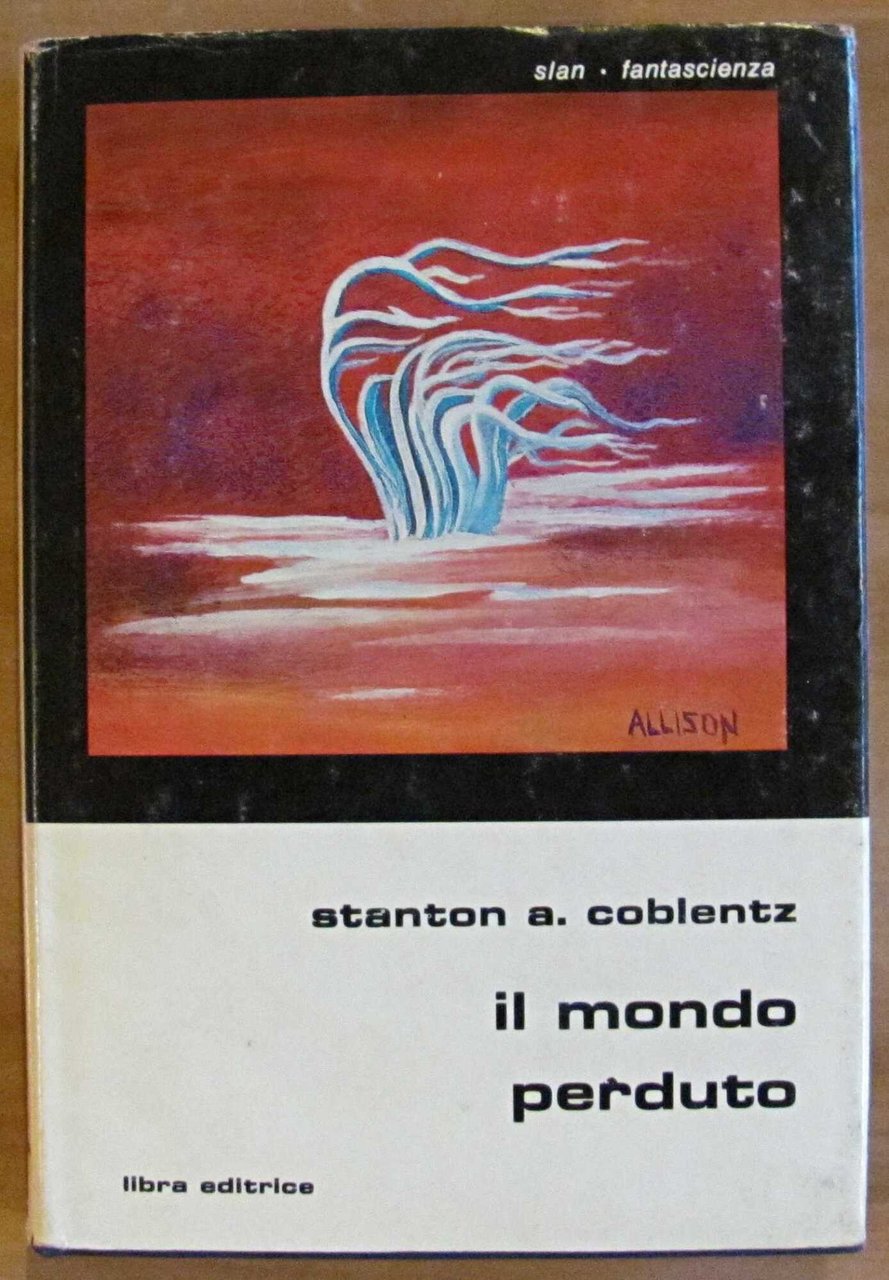 slan • fantascienza
ALLISON
stanton a. coblentz
il mondo
perduto
libra editrice